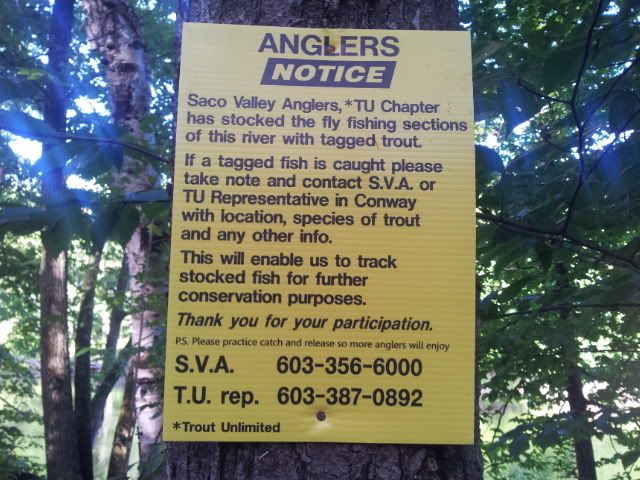 ANGLERS
NOTICE
Saco Valley Anglers,*TU Chapter
has stocked the fly fishing sections
of this river with tagged trout.
If a tagged fish is caught please
take note and contact S.V.A. or
TU Representative in Conway
with location, species of trout
and any other info.
This will enable us to track
stocked fish for further
conservation purposes.
Thank you for your participation.
P.S. Please practice catch and release so more anglers will enjoy
S.V.A. 603-356-6000
T.U. rep. 603-387-0892
*Trout Unlimited